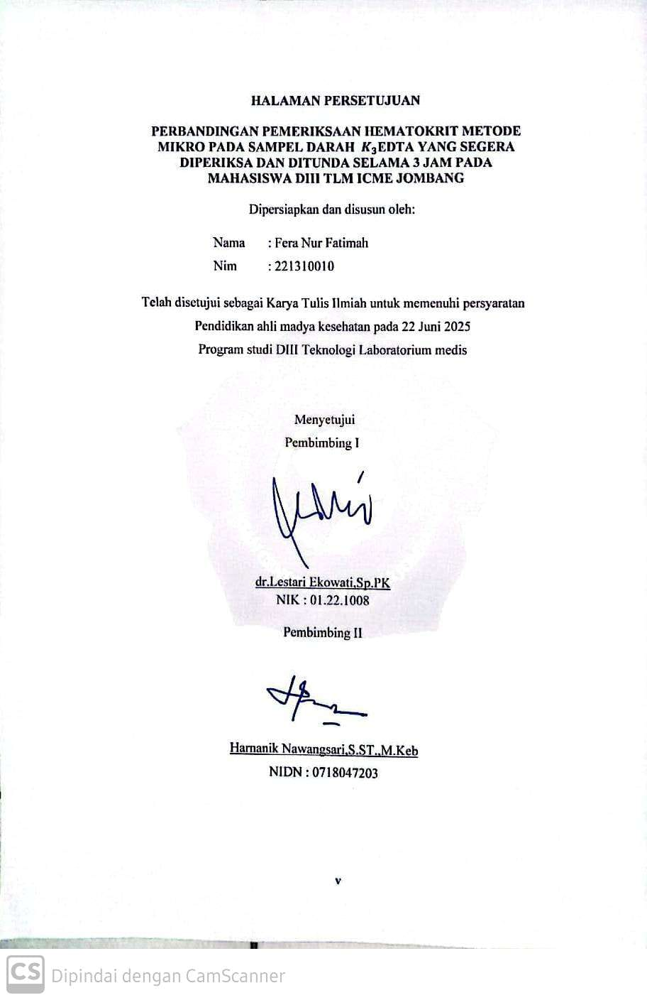 HALAMAN PERSETUJUAN
PERBANDINGAN PEMERIKSAAN HEMATOKRIT METODE
MIKRO PADA SAMPEL DARAH K₃EDTA YANG SEGERA
DIPERIKSA DAN DITUNDA SELAMA 3 JAM PADA
MAHASISWA DIII TLM ICME JOMBANG
Dipersiapkan dan disusun oleh:
Nama : Fera Nur Fatimah
Nim : 221310010
Telah disetujui sebagai Karya Tulis Ilmiah untuk memenuhi persyaratan
Pendidikan ahli madya kesehatan pada 22 Juni 2025
Program studi DIII Teknologi Laboratorium medis
Menyetujui
Pembimbing I
dr.Lestari Ekowati,Sp.PK
NIK : 01.22.1008
Pembimbing II
Harnanik Nawangsari,S.ST.,M.Keb
NIDN : 0718047203
v
CS Dipindai dengan CamScanner